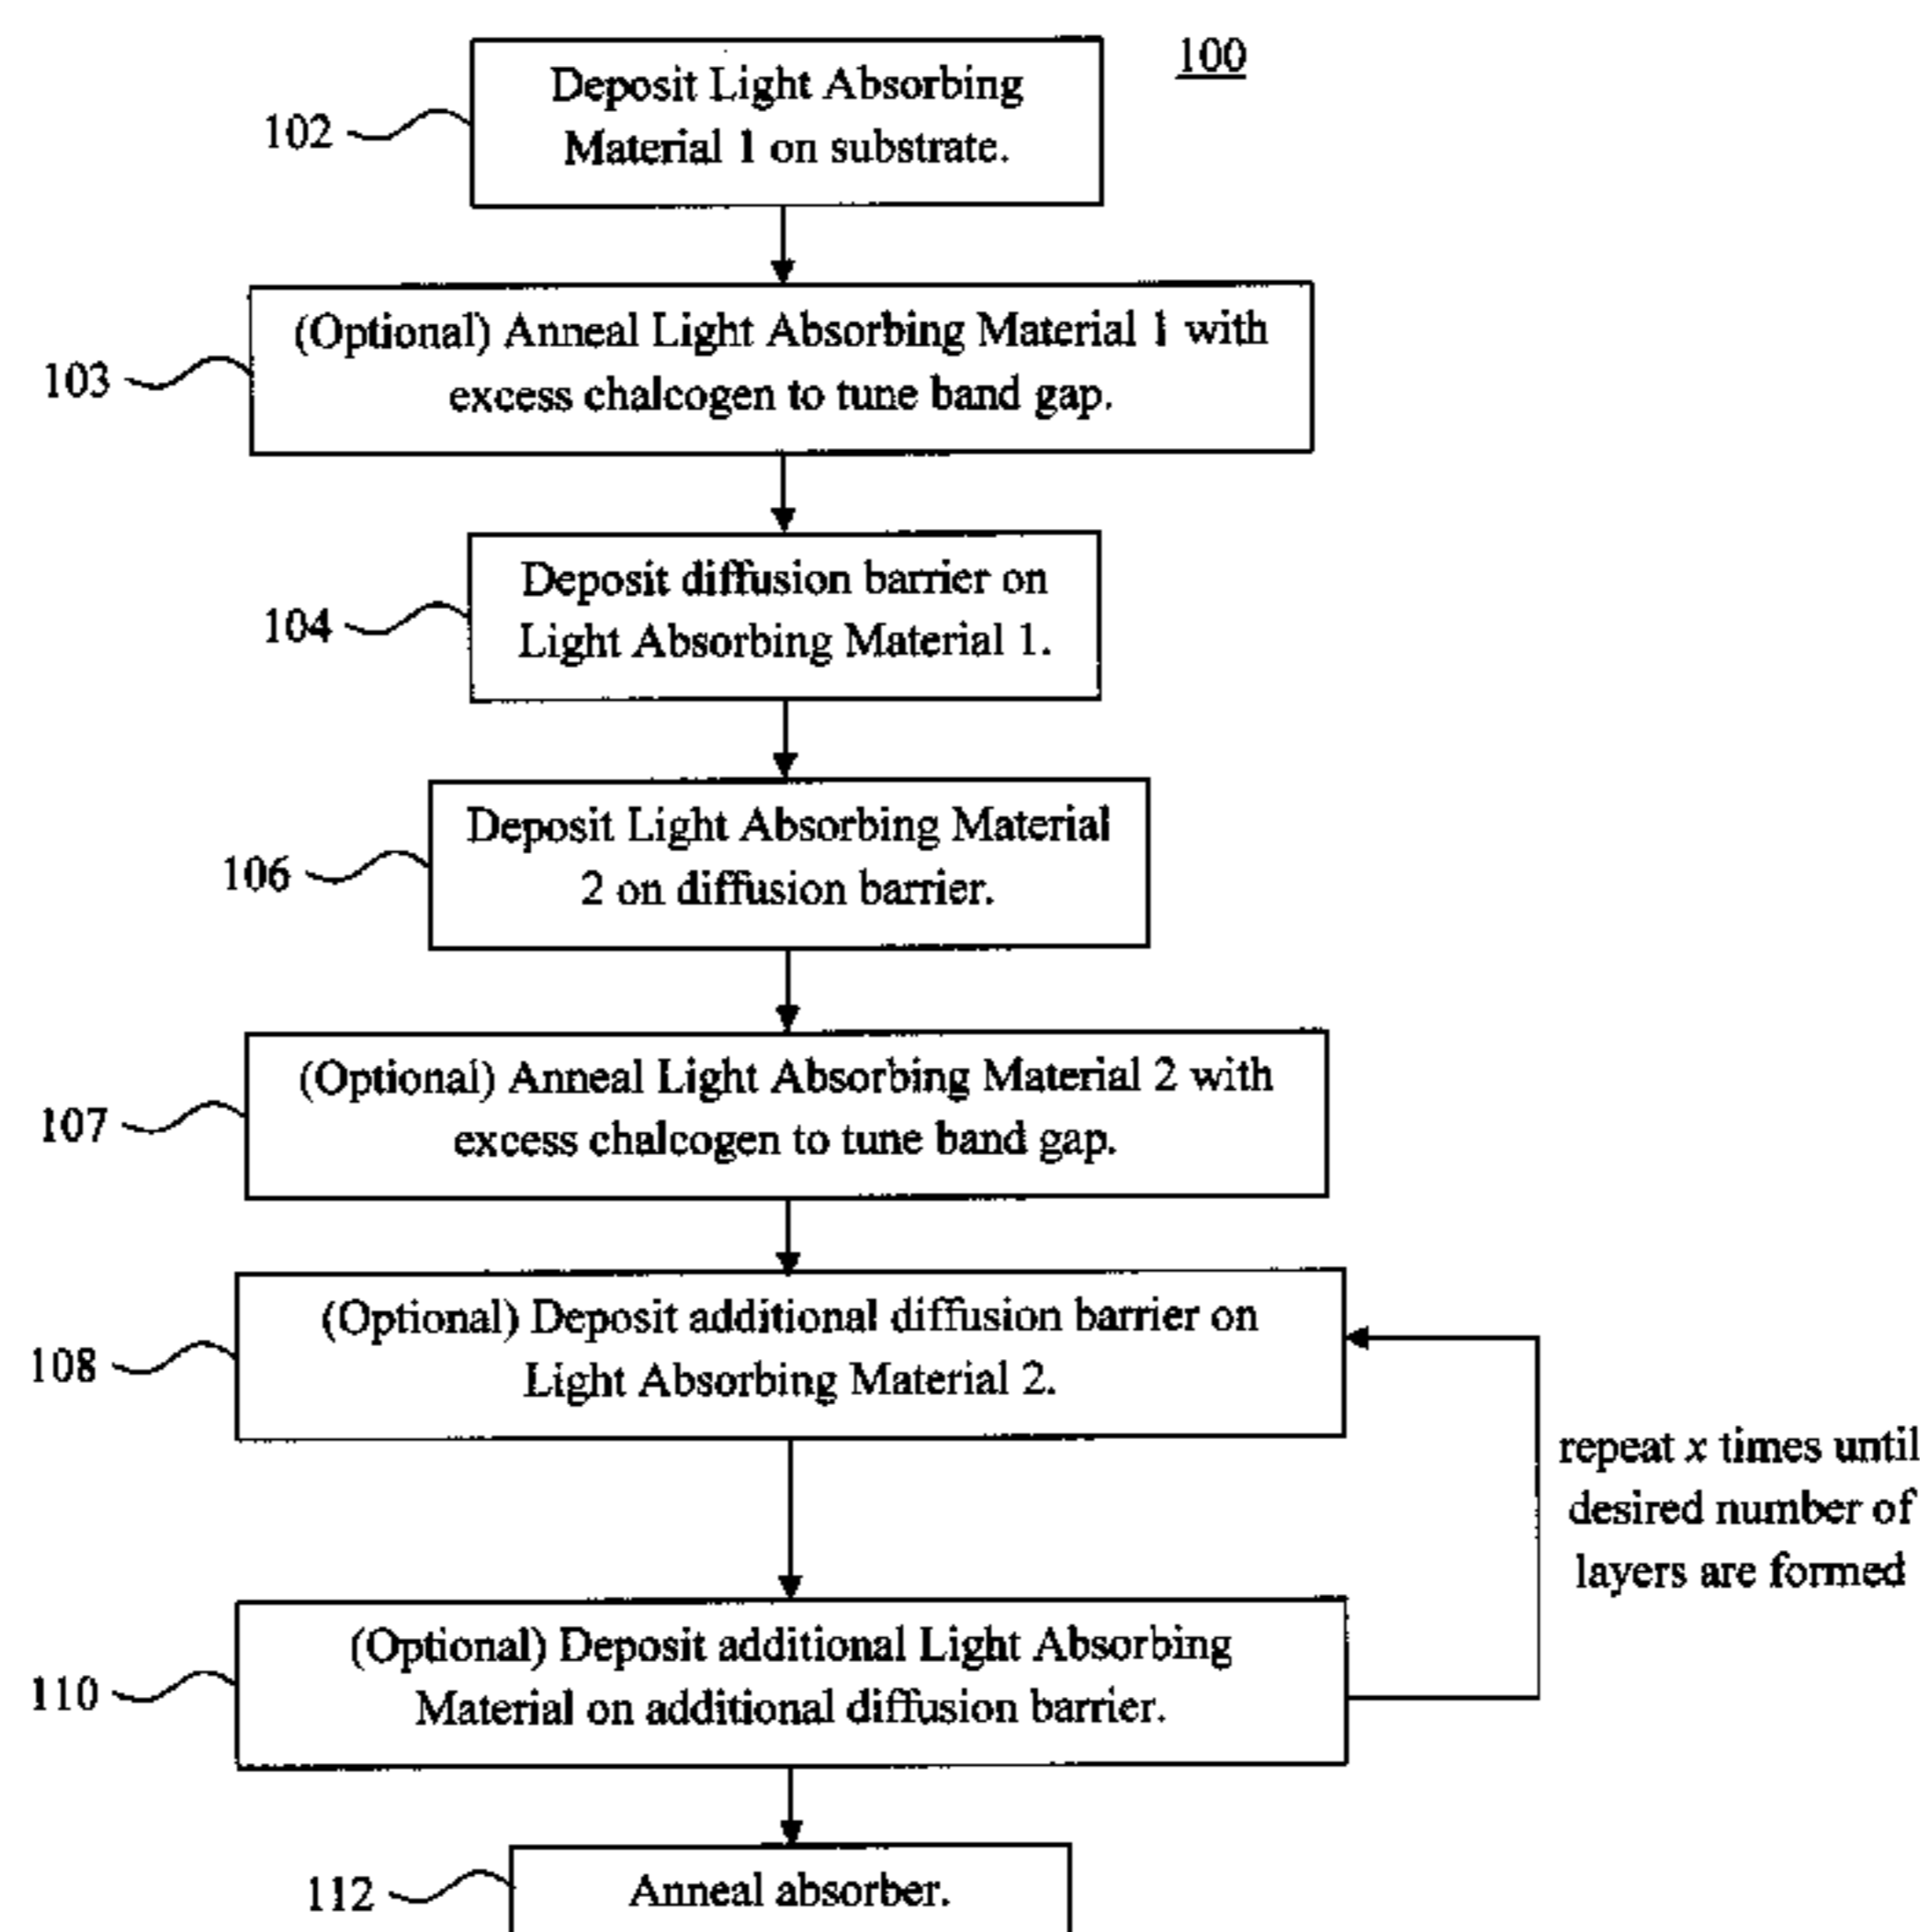 100
102
Deposit Light Absorbing
Material 1 on substrate.
103
(Optional) Anneal Light Absorbing Material 1 with
excess chalcogen to tune band gap.
104
Deposit diffusion barrier on
Light Absorbing Material 1.
106
Deposit Light Absorbing Material
2 on diffusion barrier.
107
(Optional) Anneal Light Absorbing Material 2 with
excess chalcogen to tune band gap.
108
(Optional) Deposit additional diffusion barrier on
Light Absorbing Material 2.
repeat x times until
desired number of
layers are formed
110
(Optional) Deposit additional Light Absorbing
Material on additional diffusion barrier.
112
Anneal absorber.